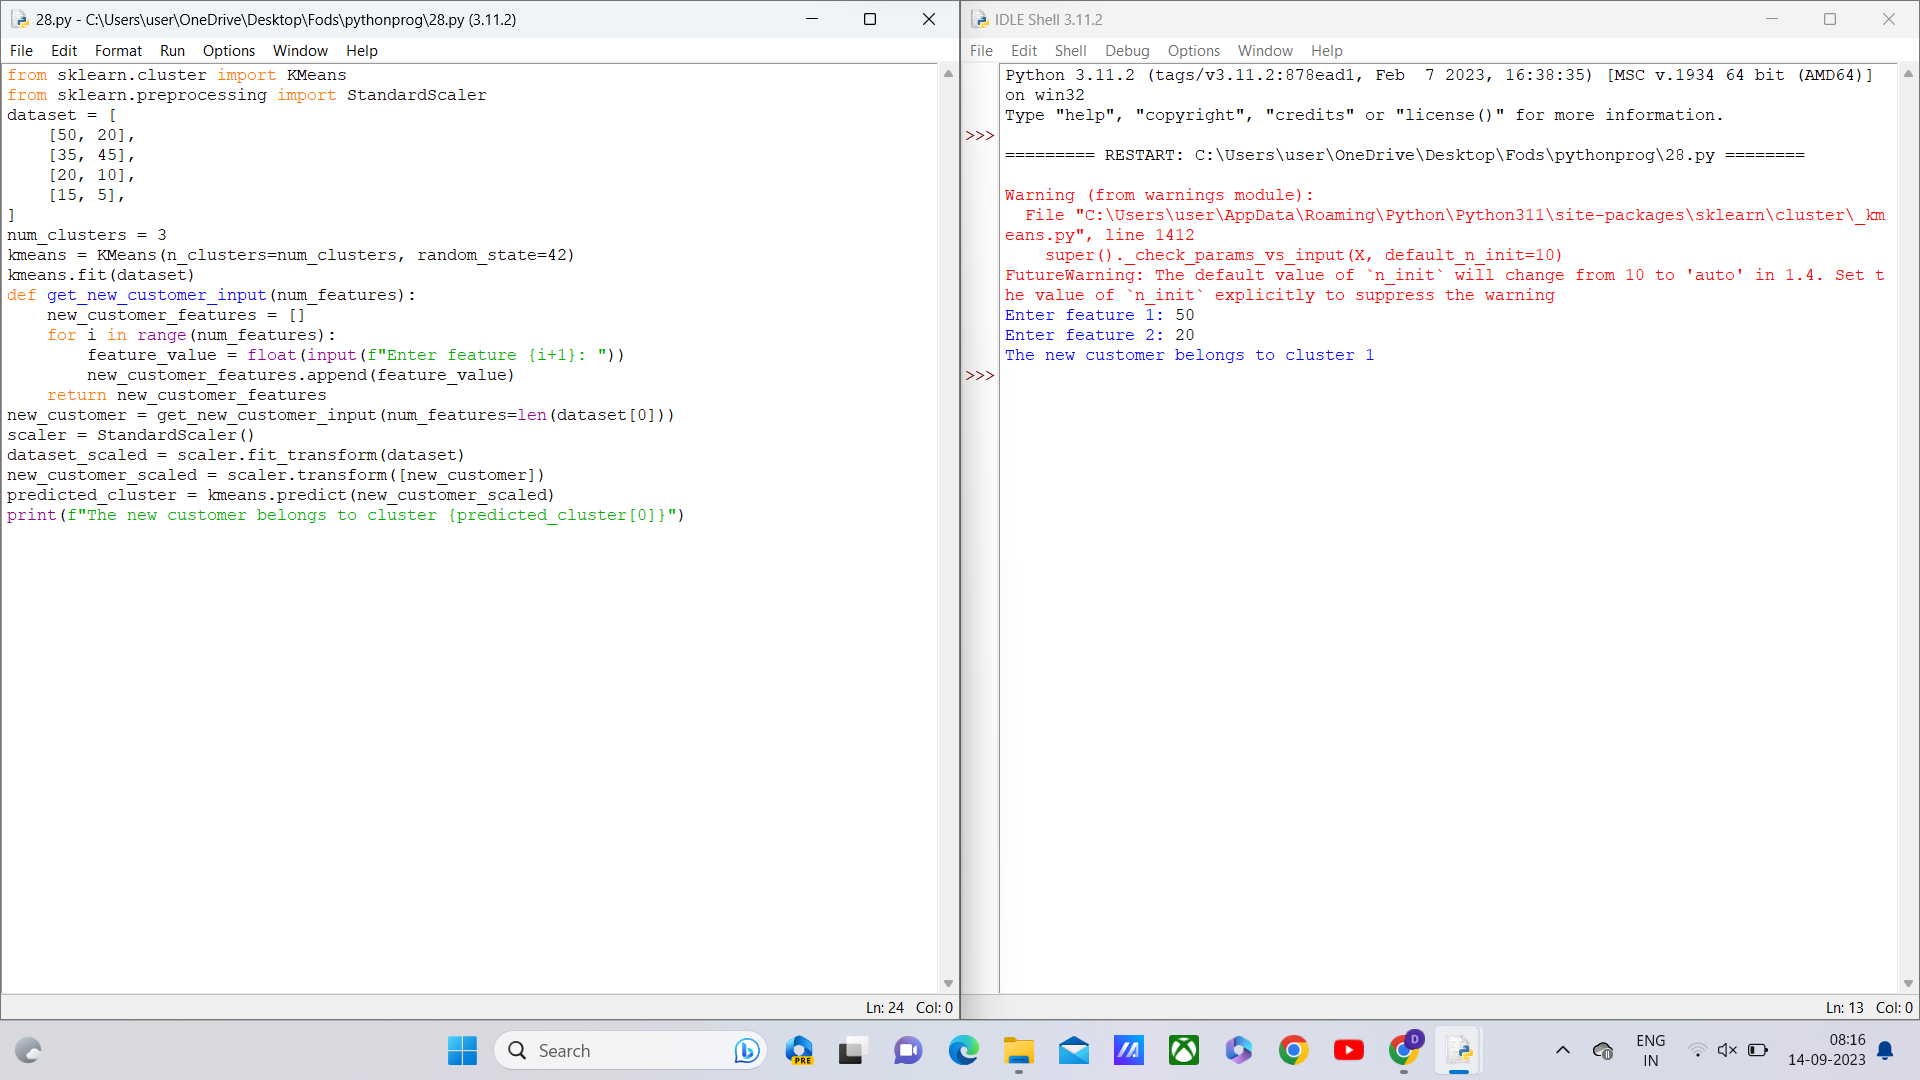 28.py - C:\Users\user\OneDrive\Desktop\Fods\pythonprog\28.py (3.11.2)
File Edit Format Run Options Window Help
from sklearn.cluster import KMeans
from sklearn.preprocessing import StandardScaler
dataset = [
    [50, 20],
    [35, 45],
    [20, 10],
    [15, 5],
]
num_clusters = 3
kmeans = KMeans(n_clusters=num_clusters, random_state=42)
kmeans.fit(dataset)
def get_new_customer_input(num_features):
    new_customer_features = []
    for i in range(num_features):
        feature_value = float(input(f"Enter feature {i+1}: "))
        new_customer_features.append(feature_value)
    return new_customer_features
new_customer = get_new_customer_input(num_features=len(dataset[0]))
scaler = StandardScaler()
dataset_scaled = scaler.fit_transform(dataset)
new_customer_scaled = scaler.transform([new_customer])
predicted_cluster = kmeans.predict(new_customer_scaled)
print(f"The new customer belongs to cluster {predicted_cluster[0]}")
Ln: 24 Col: 0
IDLE Shell 3.11.2
File Edit Shell Debug Options Window Help
Python 3.11.2 (tags/v3.11.2:878ead1, Feb  7 2023, 16:38:35) [MSC v.1934 64 bit (AMD64)]
on win32
Type "help", "copyright", "credits" or "license()" for more information.
>>>
========= RESTART: C:\Users\user\OneDrive\Desktop\Fods\pythonprog\28.py ========
Warning (from warnings module):
  File "C:\Users\user\AppData\Roaming\Python\Python311\site-packages\sklearn\cluster\_km
eans.py", line 1412
    super()._check_params_vs_input(X, default_n_init=10)
FutureWarning: The default value of `n_init` will change from 10 to 'auto' in 1.4. Set t
he value of `n_init` explicitly to suppress the warning
Enter feature 1: 50
Enter feature 2: 20
The new customer belongs to cluster 1
>>>
Ln: 13 Col: 0
Search
PRE
D
ENG
IN
08:16
14-09-2023